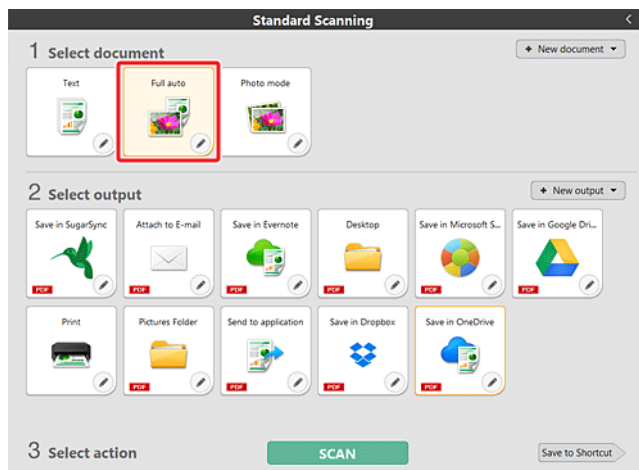 Standard Scanning
1 Select document
+ New document
Text
Full auto
Photo mode
2 Select output
+ New output
Save in SugarSync
Attach to E-mail
Save in Evernote
Desktop
Save in Microsoft S...
Save in Google Dri...
PDF
PDF
PDF
PDF
PDF
PDF
Print
Pictures Folder
Send to application
Save in Dropbox
Save in OneDrive
PDF
PDF
PDF
PDF
3 Select action
SCAN
Save to Shortcut